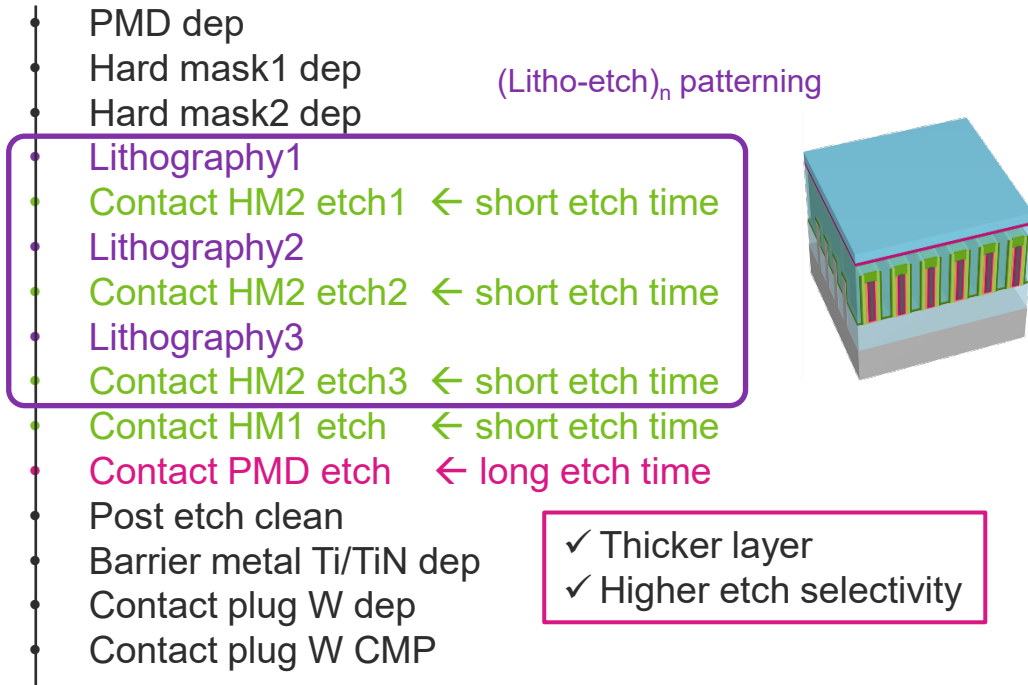 PMD dep
Hard mask1 dep
(Litho-etch)n patterning
Hard mask2 dep
Lithography1
Contact HM2 etch1 ← short etch time
Lithography2
Contact HM2 etch2 ← short etch time
Lithography3
Contact HM2 etch3 ← short etch time
Contact HM1 etch ← short etch time
Contact PMD etch ← long etch time
Post etch clean
Barrier metal Ti/TiN dep
Contact plug W dep
Contact plug W CMP
✓ Thicker layer
✓ Higher etch selectivity